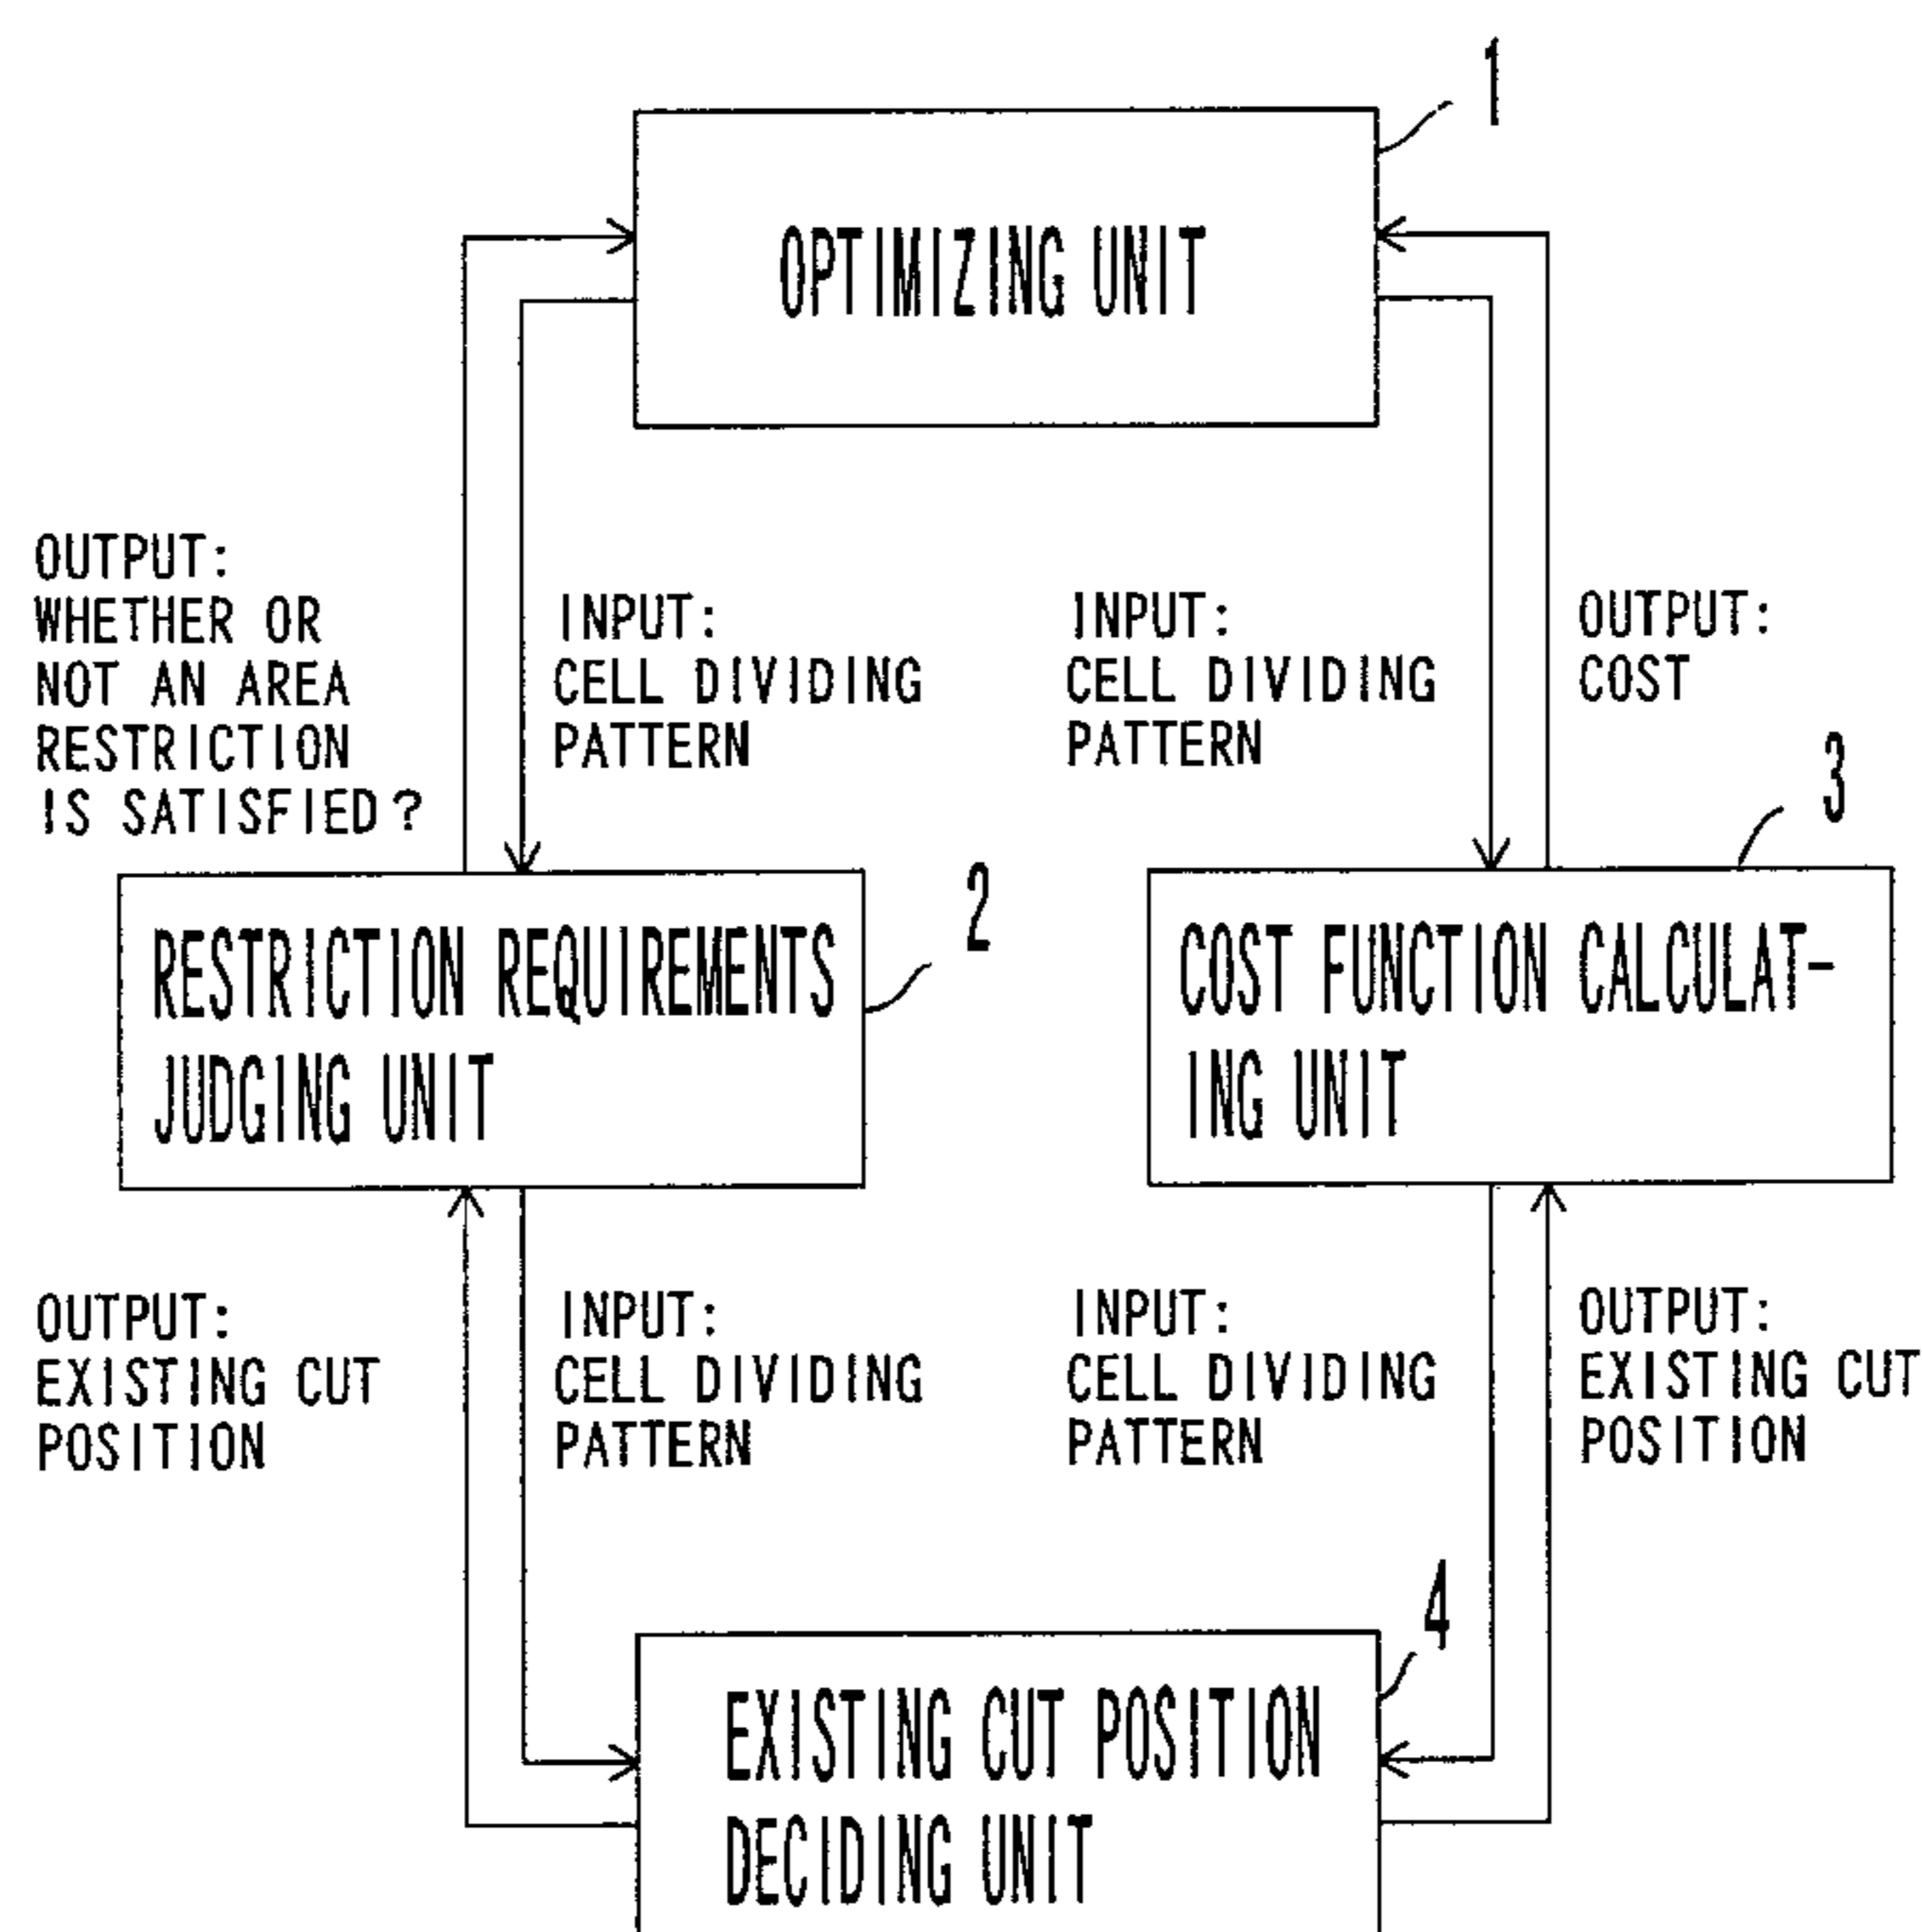 1
OPTIMIZING UNIT
OUTPUT:
WHETHER OR
NOT AN AREA
RESTRICTION
IS SATISFIED?
INPUT:
CELL DIVIDING
PATTERN
INPUT:
CELL DIVIDING
PATTERN
OUTPUT:
COST
2
RESTRICTION REQUIREMENTS
JUDGING UNIT
3
COST FUNCTION CALCULAT-
ING UNIT
OUTPUT:
EXISTING CUT
POSITION
INPUT:
CELL DIVIDING
PATTERN
INPUT:
CELL DIVIDING
PATTERN
OUTPUT:
EXISTING CUT
POSITION
4
EXISTING CUT POSITION
DECIDING UNIT